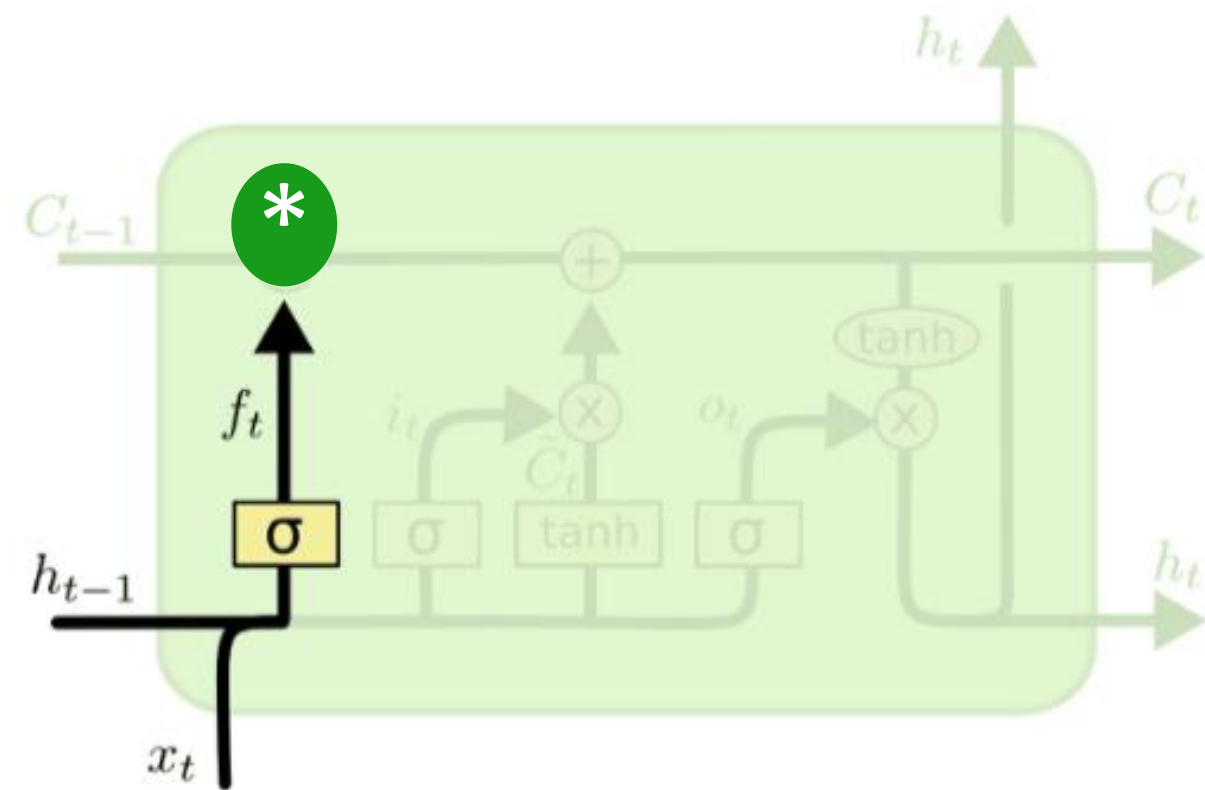 h_t
C_{t-1}
*
C_t
+
tanh
f_t
i_t
×
o_t
×
C̃_t
σ
σ
tanh
σ
h_{t-1}
h_t
x_t